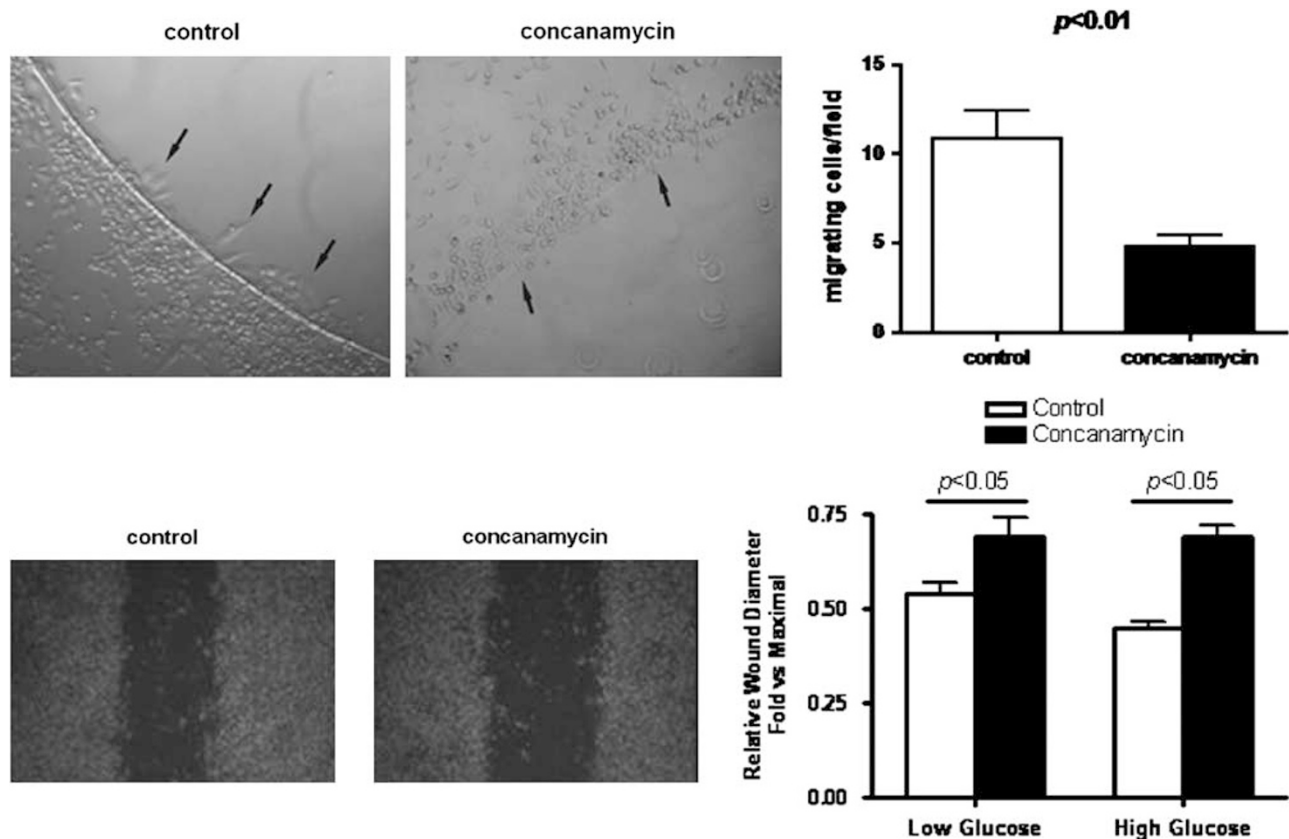 control
concanamycin
p<0.01
migrating cells/field
15
10
5
0
control
concanamycin
Control
Concanamycin
control
concanamycin
Relative Wound Diameter
Fold vs Maximal
p<0.05
p<0.05
0.75
0.50
0.25
0.00
Low Glucose
High Glucose